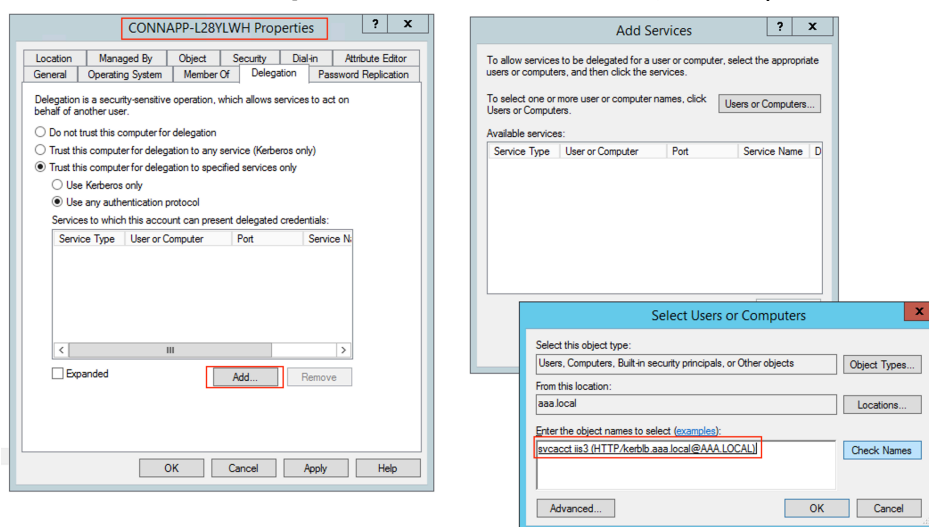 CONNAPP-L28YLWH Properties
? x
Location Managed By Object Security Dial-in Attribute Editor
General Operating System Member Of Delegation Password Replication
Delegation is a security-sensitive operation, which allows services to act on
behalf of another user.
Do not trust this computer for delegation
Trust this computer for delegation to any service (Kerberos only)
Trust this computer for delegation to specified services only
Use Kerberos only
Use any authentication protocol
Services to which this account can present delegated credentials:
Service Type User or Computer Port Service Na
Expanded
Add... Remove
OK Cancel Apply Help
Add Services
? x
To allow services to be delegated for a user or computer, select the appropriate
users or computers, and then click the services.
To select one or more user or computer names, click
Users or Computers.
Users or Computers...
Available services:
Service Type User or Computer Port Service Name D
Select Users or Computers
x
Select this object type:
Users, Computers, Built-in security principals, or Other objects
Object Types...
From this location:
aaa.local
Locations...
Enter the object names to select (examples):
svcacct iis3 (HTTP/kerblb.aaa.local@AAA.LOCAL)
Check Names
Advanced...
OK Cancel